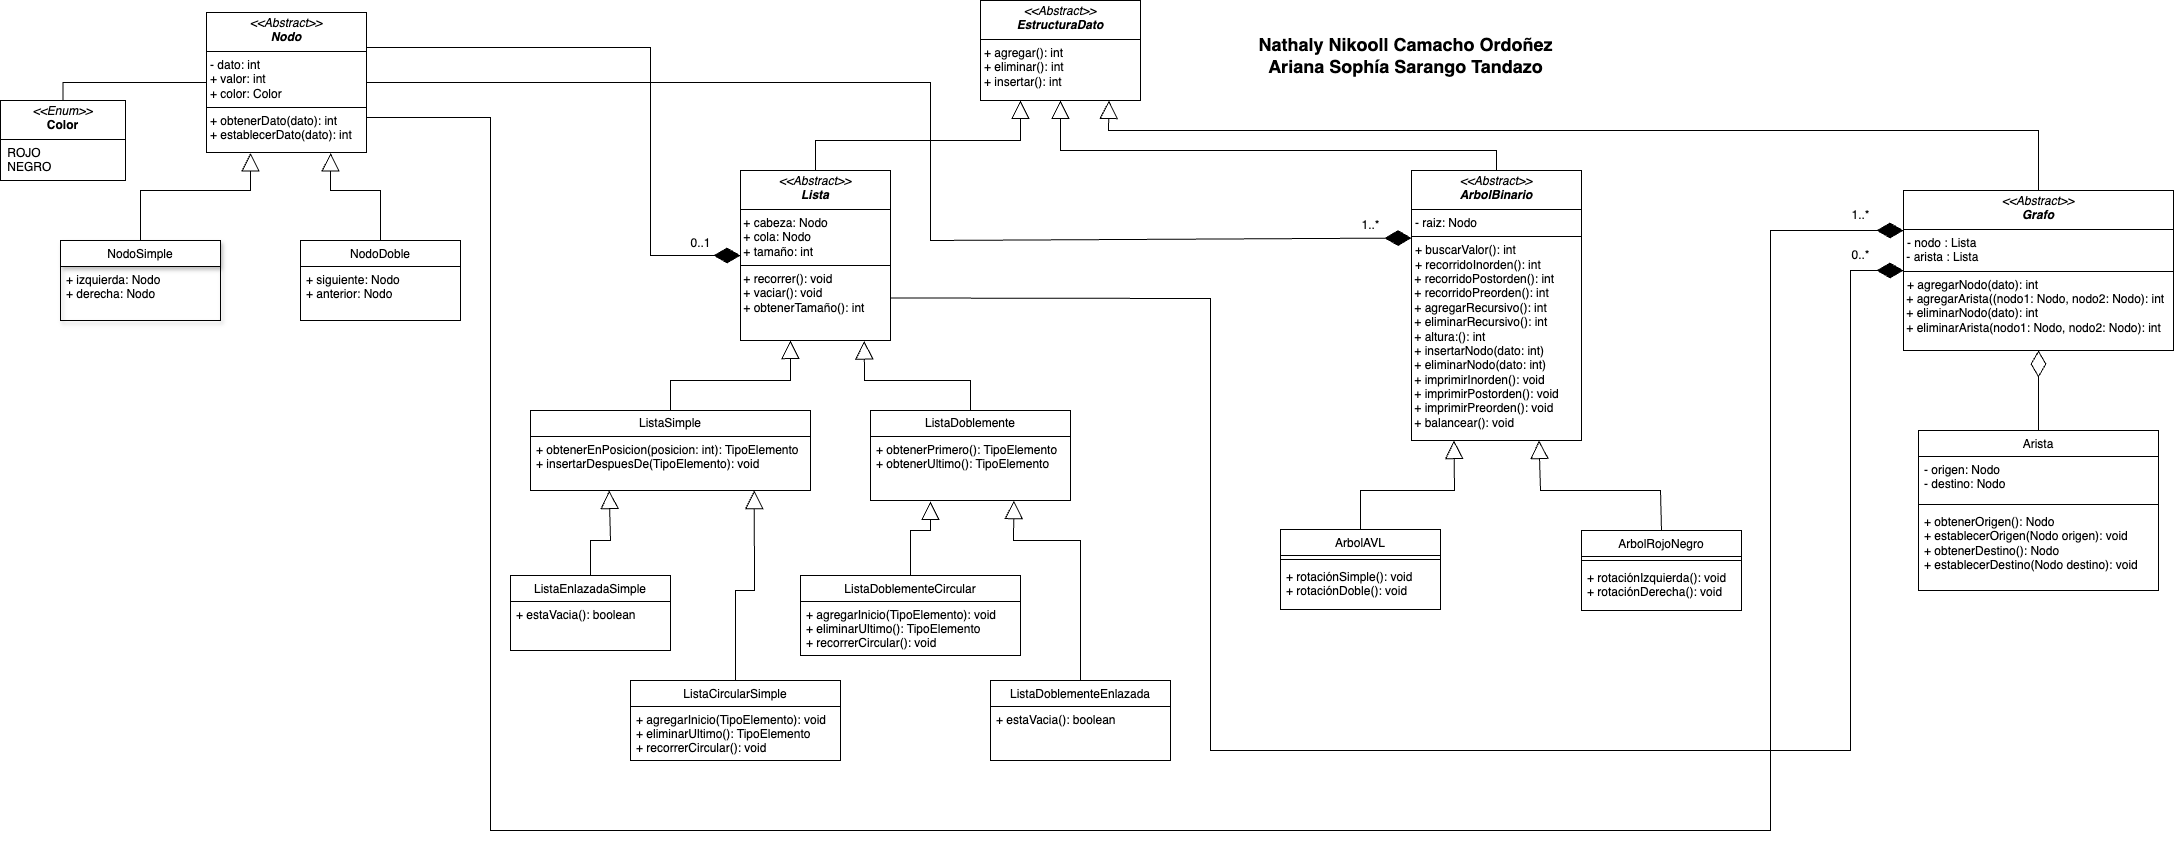 <<Abstract>>
Nodo
- dato: int
+ valor: int
+ color: Color
+ obtenerDato(dato): int
+ establecerDato(dato): int
<<Enum>>
Color
ROJO
NEGRO
NodoSimple
+ izquierda: Nodo
+ derecha: Nodo
NodoDoble
+ siguiente: Nodo
+ anterior: Nodo
<<Abstract>>
EstructuraDato
+ agregar(): int
+ eliminar(): int
+ insertar(): int
Nathaly Nikooll Camacho Ordoñez
Ariana Sophía Sarango Tandazo
0..1
<<Abstract>>
Lista
+ cabeza: Nodo
+ cola: Nodo
+ tamaño: int
+ recorrer(): void
+ vaciar(): void
+ obtenerTamaño(): int
1..*
<<Abstract>>
ArbolBinario
- raiz: Nodo
+ buscarValor(): int
+ recorridoInorden(): int
+ recorridoPostorden(): int
+ recorridoPreorden(): int
+ agregarRecursivo(): int
+ eliminarRecursivo(): int
+ altura:(): int
+ insertarNodo(dato: int)
+ eliminarNodo(dato: int)
+ imprimirInorden(): void
+ imprimirPostorden(): void
+ imprimirPreorden(): void
+ balancear(): void
1..*
0..*
<<Abstract>>
Grafo
- nodo : Lista
- arista : Lista
+ agregarNodo(dato): int
+ agregarArista((nodo1: Nodo, nodo2: Nodo): int
+ eliminarNodo(dato): int
+ eliminarArista(nodo1: Nodo, nodo2: Nodo): int
ListaSimple
+ obtenerEnPosicion(posicion: int): TipoElemento
+ insertarDespuesDe(TipoElemento): void
ListaDoblemente
+ obtenerPrimero(): TipoElemento
+ obtenerUltimo(): TipoElemento
Arista
- origen: Nodo
- destino: Nodo
+ obtenerOrigen(): Nodo
+ establecerOrigen(Nodo origen): void
+ obtenerDestino(): Nodo
+ establecerDestino(Nodo destino): void
ListaEnlazadaSimple
+ estaVacia(): boolean
ListaDoblementeCircular
+ agregarInicio(TipoElemento): void
+ eliminarUltimo(): TipoElemento
+ recorrerCircular(): void
ArbolAVL
+ rotaciónSimple(): void
+ rotaciónDoble(): void
ArbolRojoNegro
+ rotaciónIzquierda(): void
+ rotaciónDerecha(): void
ListaCircularSimple
+ agregarInicio(TipoElemento): void
+ eliminarUltimo(): TipoElemento
+ recorrerCircular(): void
ListaDoblementeEnlazada
+ estaVacia(): boolean